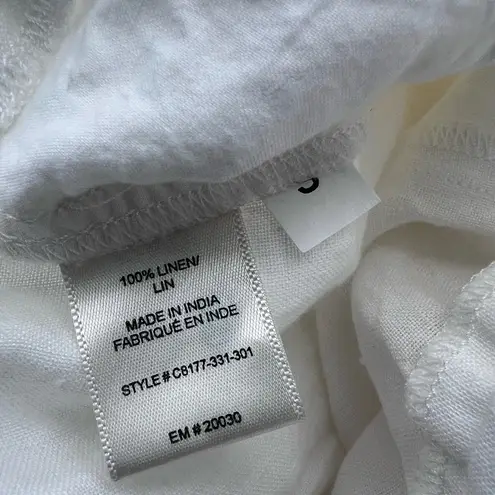 100% LINEN/
LIN
MADE IN INDIA
FABRIQUÉ EN INDE
STYLE # C8177-331-301
EM # 20030